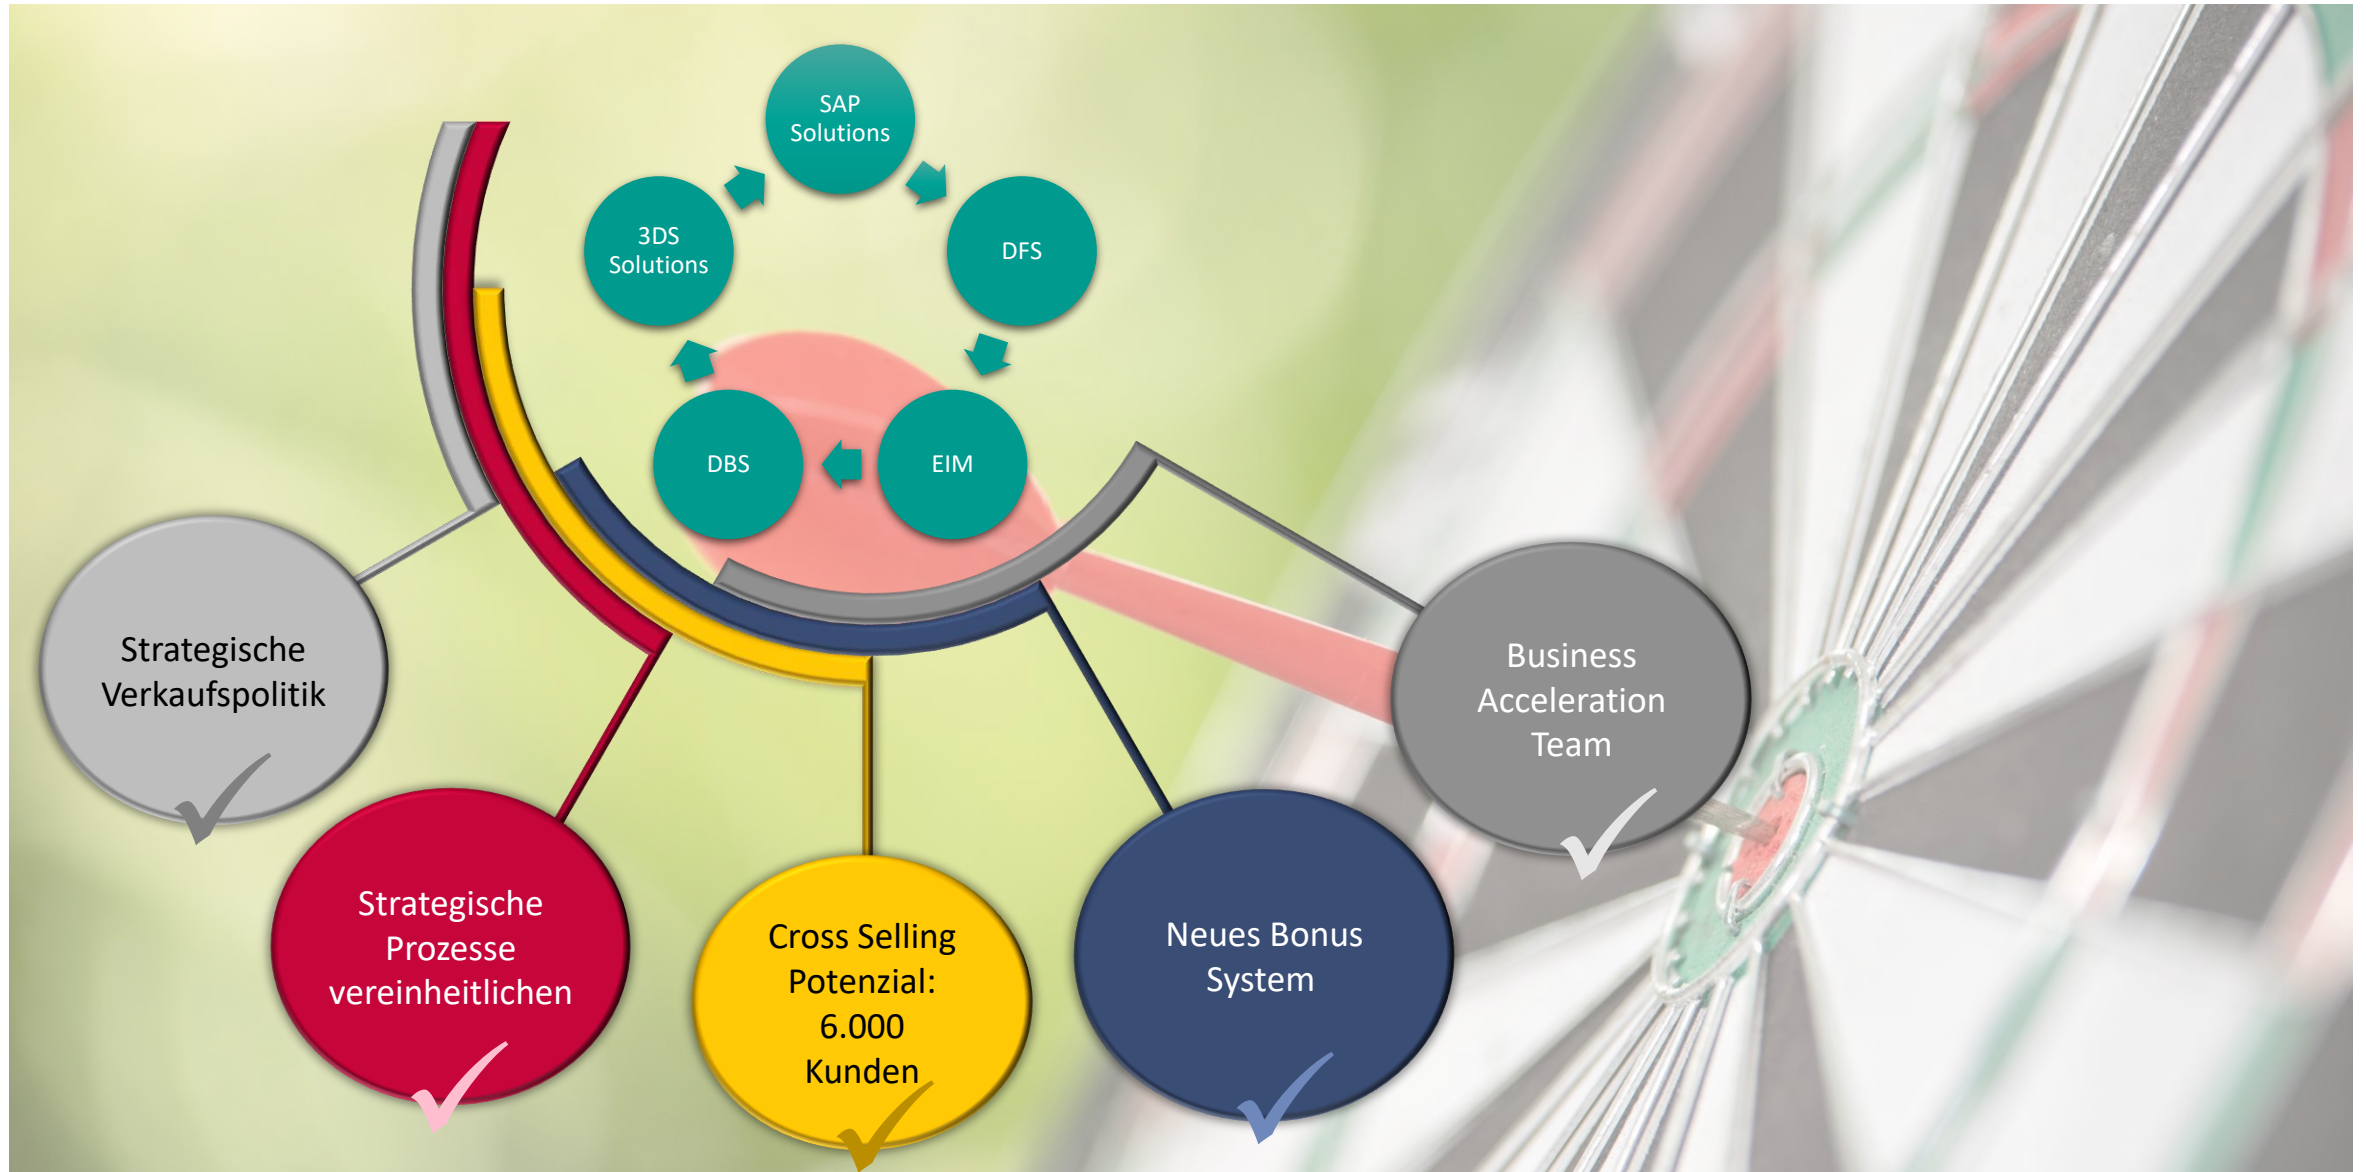 SAP
Solutions
3DS
Solutions
DFS
DBS
EIM
Strategische
Verkaufspolitik
Strategische
Prozesse
vereinheitlichen
Cross Selling
Potenzial:
6.000
Kunden
Neues Bonus
System
Business
Acceleration
Team